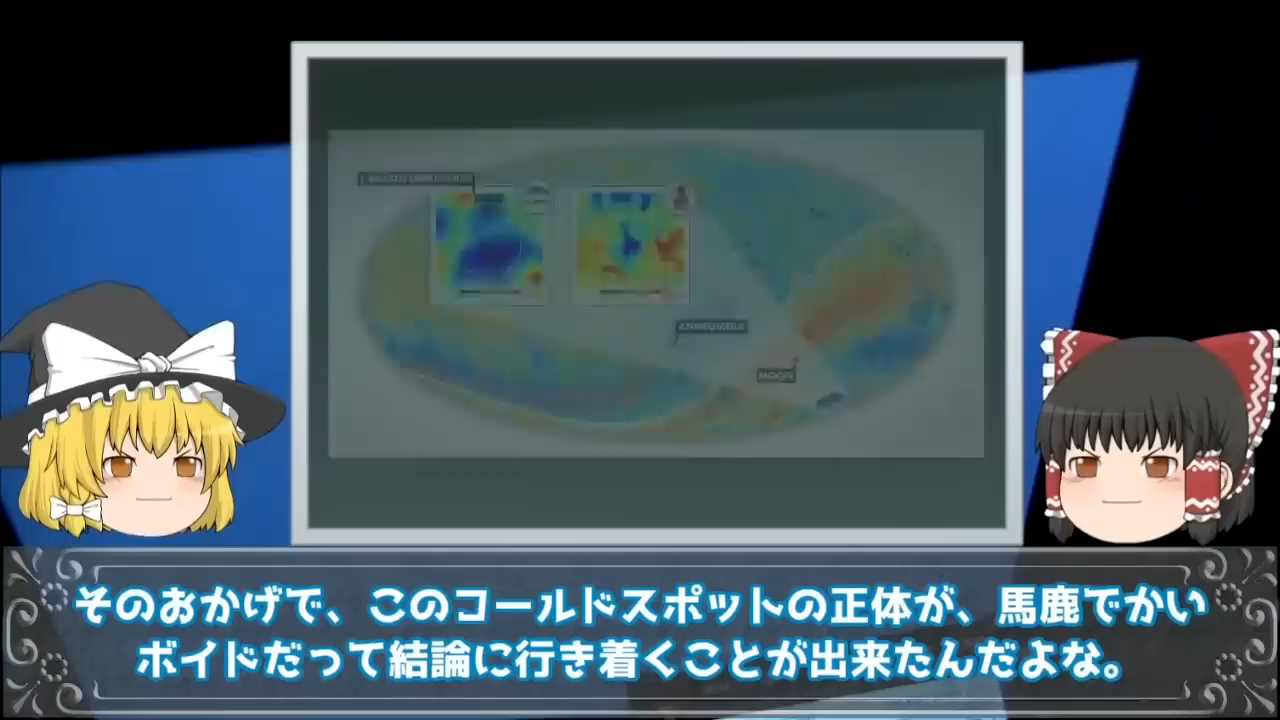 MOON
そのおかげで、このコールドスポットの正体が、馬鹿でかい
ボイドだって結論に行き着くことが出来たんだよな。